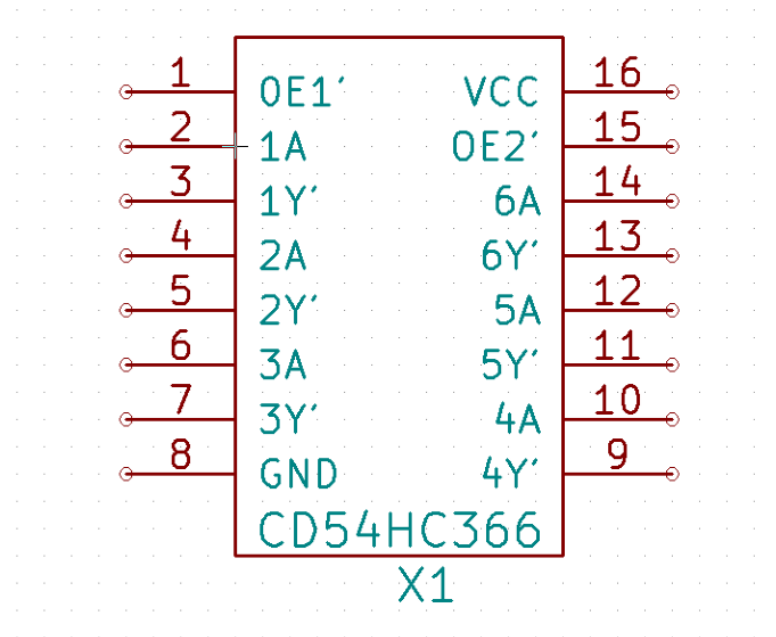 1 OE1′ VCC 16
2 1A OE2′ 15
3 1Y′ 6A 14
4 2A 6Y′ 13
5 2Y′ 5A 12
6 3A 5Y′ 11
7 3Y′ 4A 10
8 GND 4Y′ 9
CD54HC366
X1